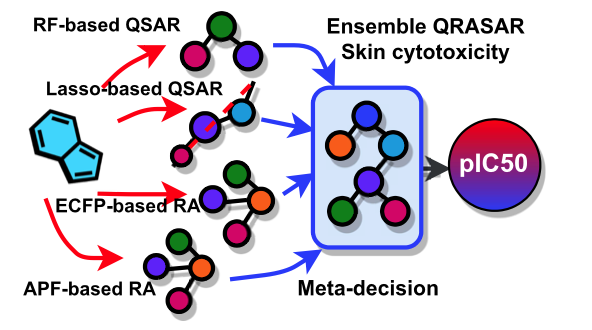 RF-based QSAR
Ensemble QRASAR
Skin cytotoxicity
Lasso-based QSAR
pIC50
ECFP-based RA
APF-based RA
Meta-decision